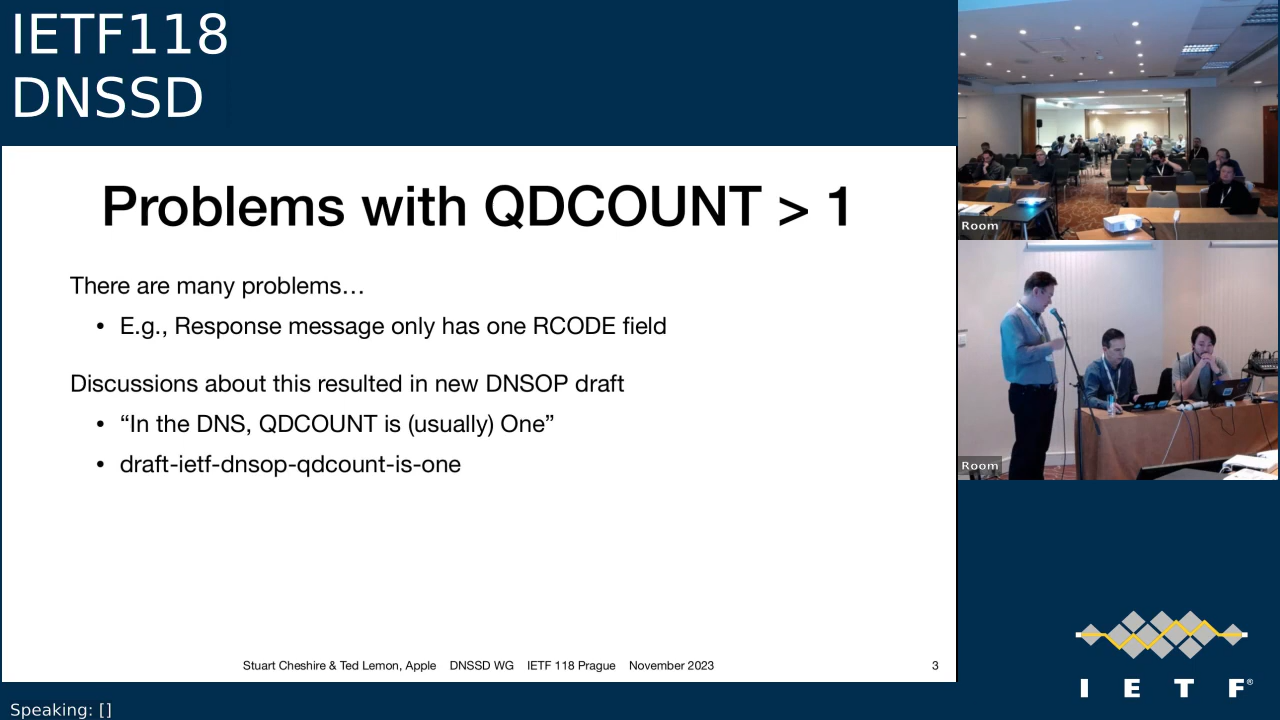 IETF118
DNSSD
Problems with QDCOUNT > 1
There are many problems…
• E.g., Response message only has one RCODE field
Discussions about this resulted in new DNSOP draft
• “In the DNS, QDCOUNT is (usually) One”
• draft-ietf-dnsop-qdcount-is-one
Stuart Cheshire & Ted Lemon, Apple DNSSD WG IETF 118 Prague November 2023 3
Room
Room
I E T F®
Speaking: []